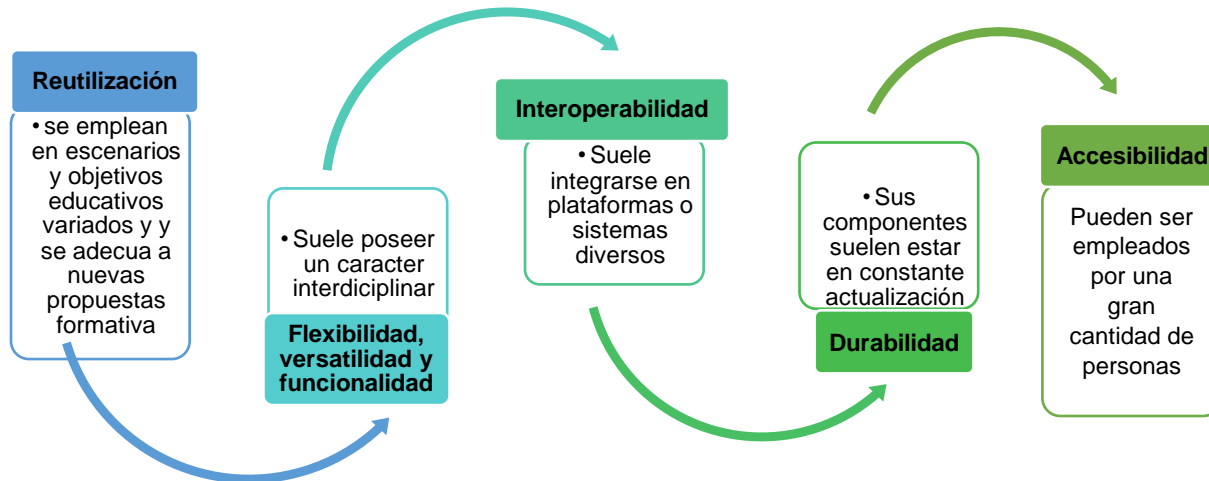 Reutilización
• se emplean
en escenarios
y objetivos
educativos
variados y y
se adecua a
nuevas
propuestas
formativa
• Suele poseer
un caracter
interdiciplinar
Flexibilidad,
versatilidad y
funcionalidad
Interoperabilidad
• Suele
integrarse en
plataformas o
sistemas
diversos
• Sus
componentes
suelen estar
en constante
actualización
Durabilidad
Accesibilidad
Pueden ser
empleados
por una
gran
cantidad de
personas